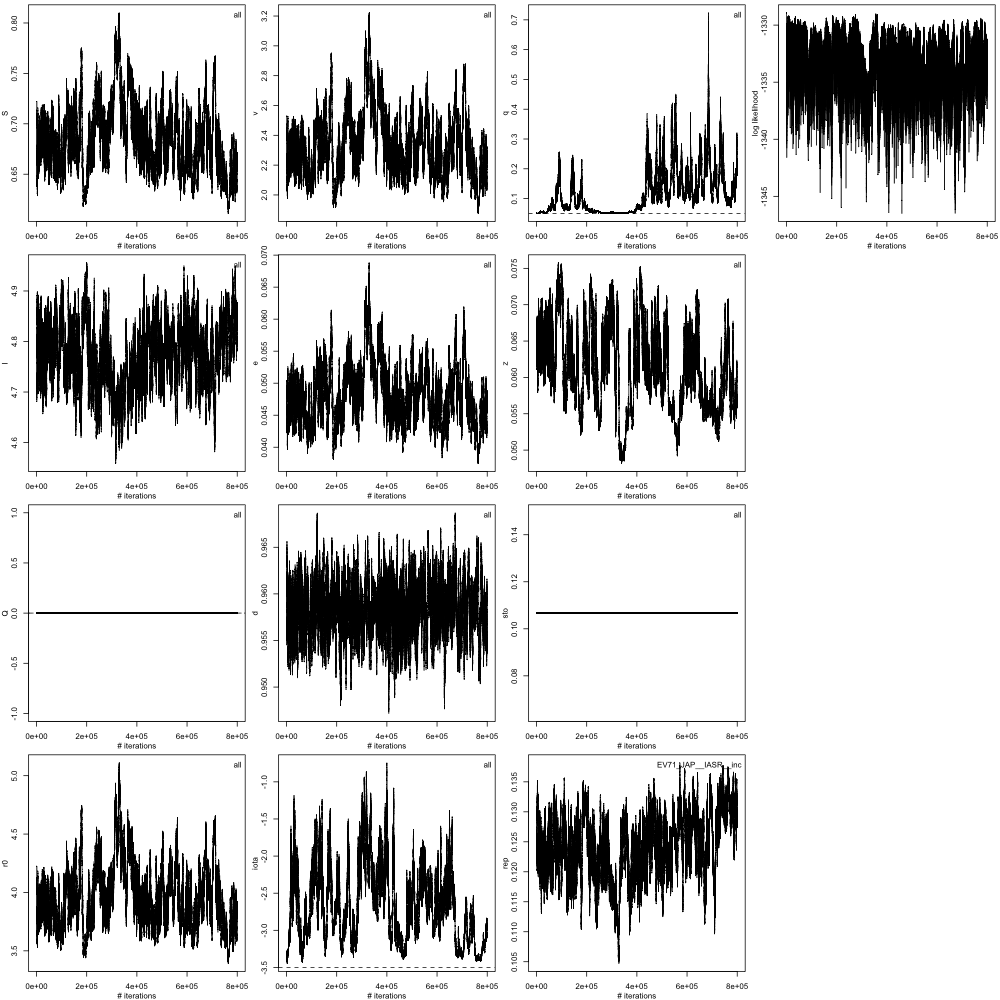 all
S
0.65 0.70 0.75 0.80
0e+00 2e+05 4e+05 6e+05 8e+05
# iterations
all
v
2.0 2.2 2.4 2.6 2.8 3.0 3.2
0e+00 2e+05 4e+05 6e+05 8e+05
# iterations
all
q
0.1 0.2 0.3 0.4 0.5 0.6 0.7
0e+00 2e+05 4e+05 6e+05 8e+05
# iterations
log likelihood
-1345 -1340 -1335 -1330
0e+00 2e+05 4e+05 6e+05 8e+05
# iterations
all
I
4.6 4.7 4.8 4.9
0e+00 2e+05 4e+05 6e+05 8e+05
# iterations
all
e
0.040 0.045 0.050 0.055 0.060 0.065 0.070
0e+00 2e+05 4e+05 6e+05 8e+05
# iterations
all
z
0.050 0.055 0.060 0.065 0.070 0.075
0e+00 2e+05 4e+05 6e+05 8e+05
# iterations
all
Q
-1.0 -0.5 0.0 0.5 1.0
0e+00 2e+05 4e+05 6e+05 8e+05
# iterations
d
0.950 0.955 0.960 0.965
0e+00 2e+05 4e+05 6e+05 8e+05
# iterations
all
sto
0.08 0.10 0.12 0.14
0e+00 2e+05 4e+05 6e+05 8e+05
# iterations
all
r0
3.5 4.0 4.5 5.0
0e+00 2e+05 4e+05 6e+05 8e+05
# iterations
all
iota
-3.5 -3.0 -2.5 -2.0 -1.5 -1.0
0e+00 2e+05 4e+05 6e+05 8e+05
# iterations
rep
0.105 0.110 0.115 0.120 0.125 0.130 0.135
0e+00 2e+05 4e+05 6e+05 8e+05
# iterations